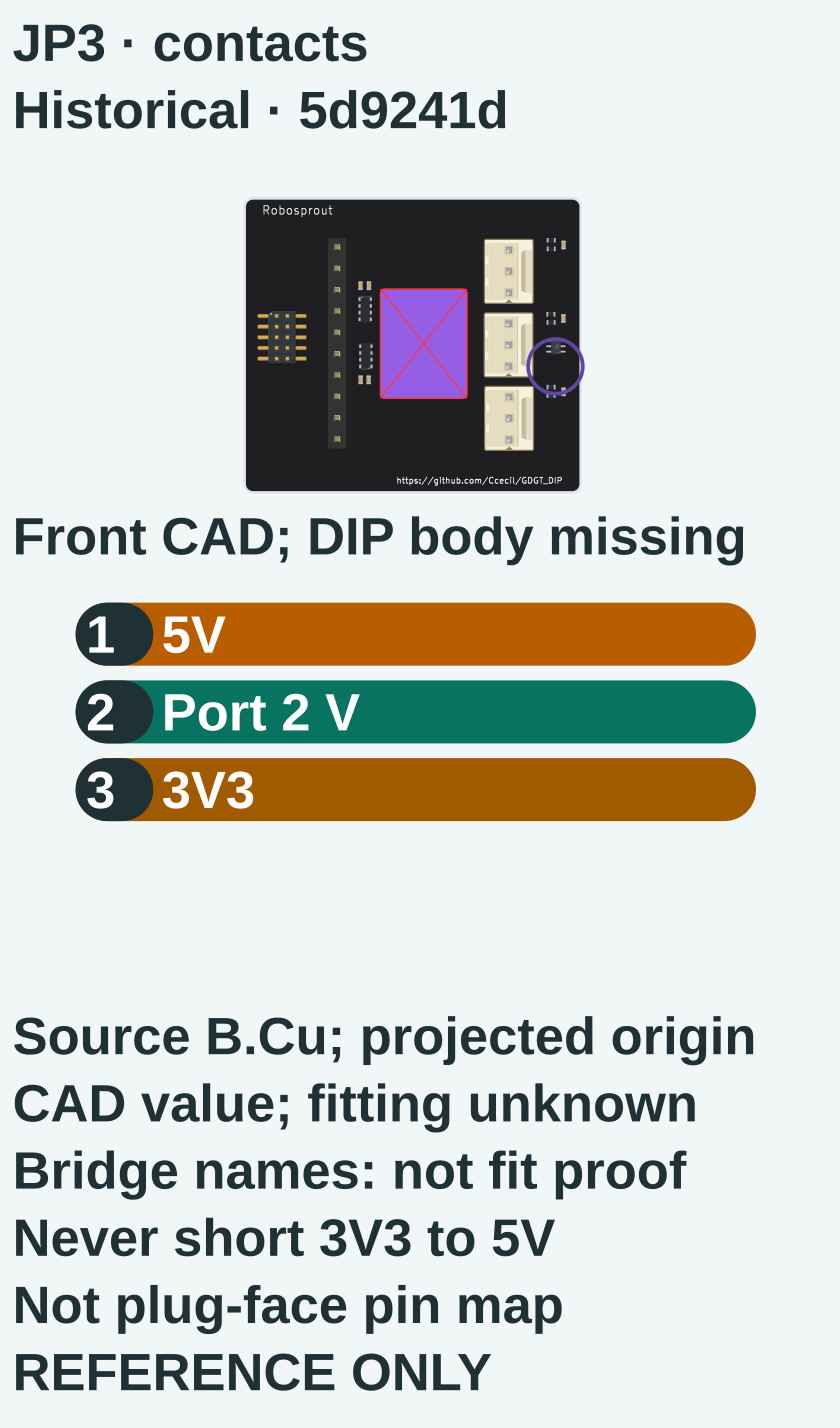 JP3 · contacts
Historical · 5d9241d
Robosprout
https://github.com/Ccecil/GDGT_DIP
Front CAD; DIP body missing
1 5V
2 Port 2 V
3 3V3
Source B.Cu; projected origin
CAD value; fitting unknown
Bridge names: not fit proof
Never short 3V3 to 5V
Not plug-face pin map
REFERENCE ONLY